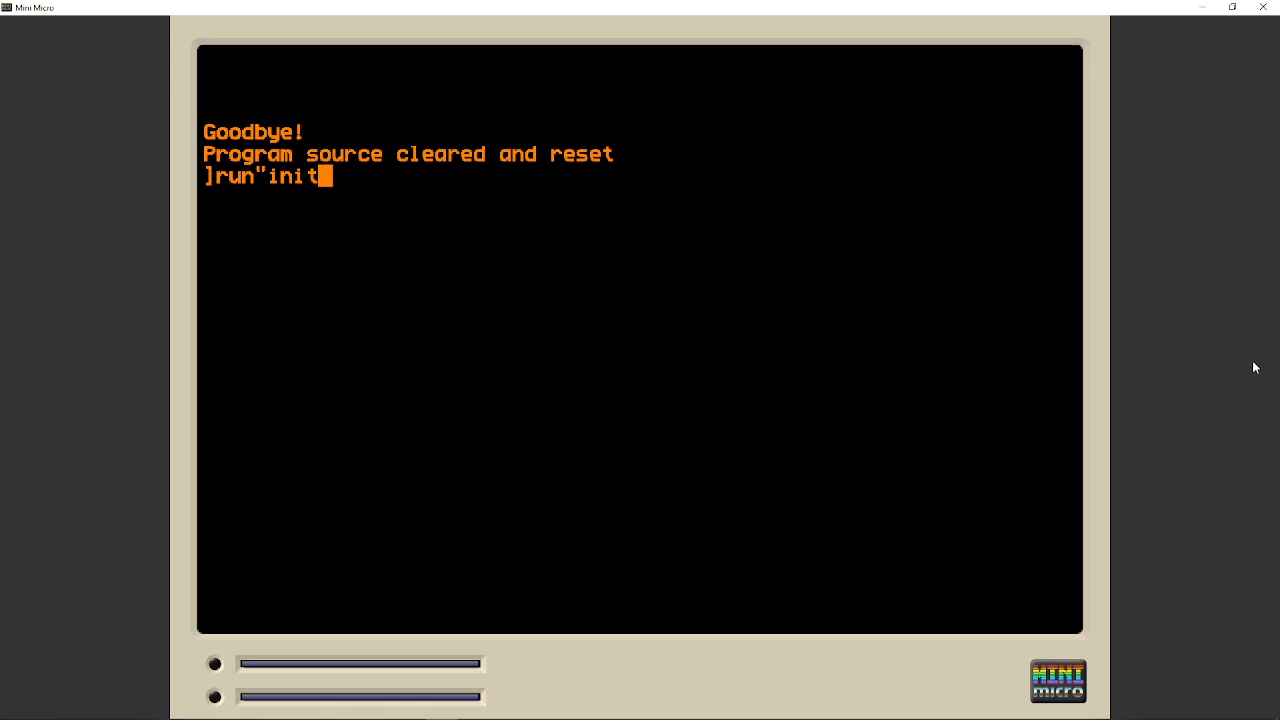 Mini Micro
Goodbye!
Program source cleared and reset
]run"init
MINI
micro